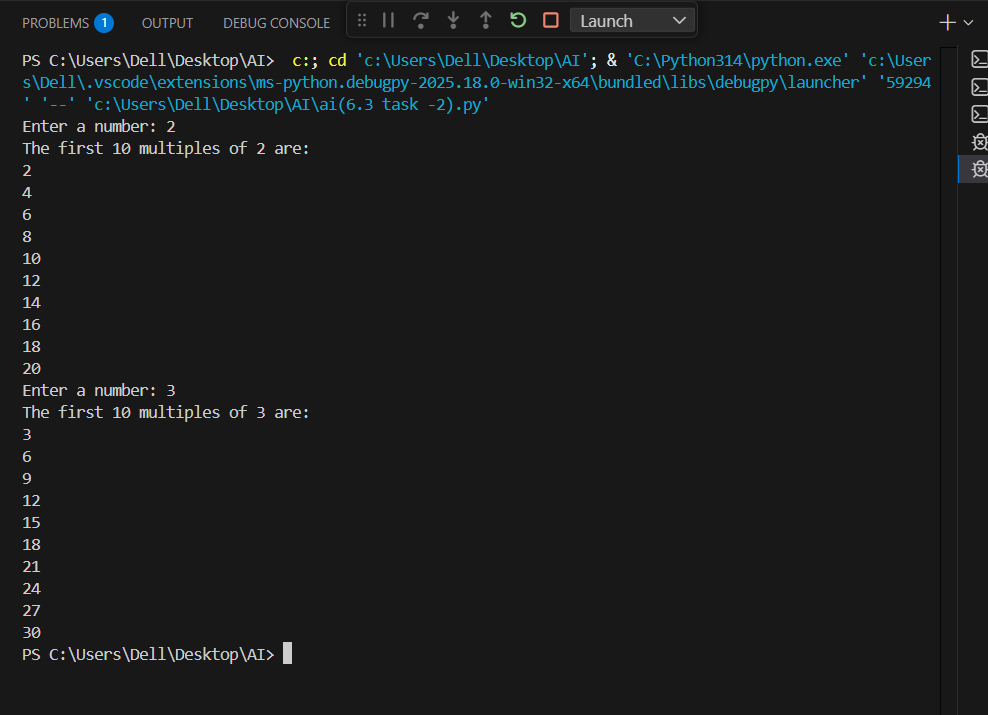 PROBLEMS 1 OUTPUT DEBUG CONSOLE Launch
PS C:\Users\Dell\Desktop\AI>  c:; cd 'c:\Users\Dell\Desktop\AI'; & 'C:\Python314\python.exe' 'c:\User
s\Dell\.vscode\extensions\ms-python.debugpy-2025.18.0-win32-x64\bundled\libs\debugpy\launcher' '59294
' '--' 'c:\Users\Dell\Desktop\AI\ai(6.3 task -2).py'
Enter a number: 2
The first 10 multiples of 2 are:
2
4
6
8
10
12
14
16
18
20
Enter a number: 3
The first 10 multiples of 3 are:
3
6
9
12
15
18
21
24
27
30
PS C:\Users\Dell\Desktop\AI>